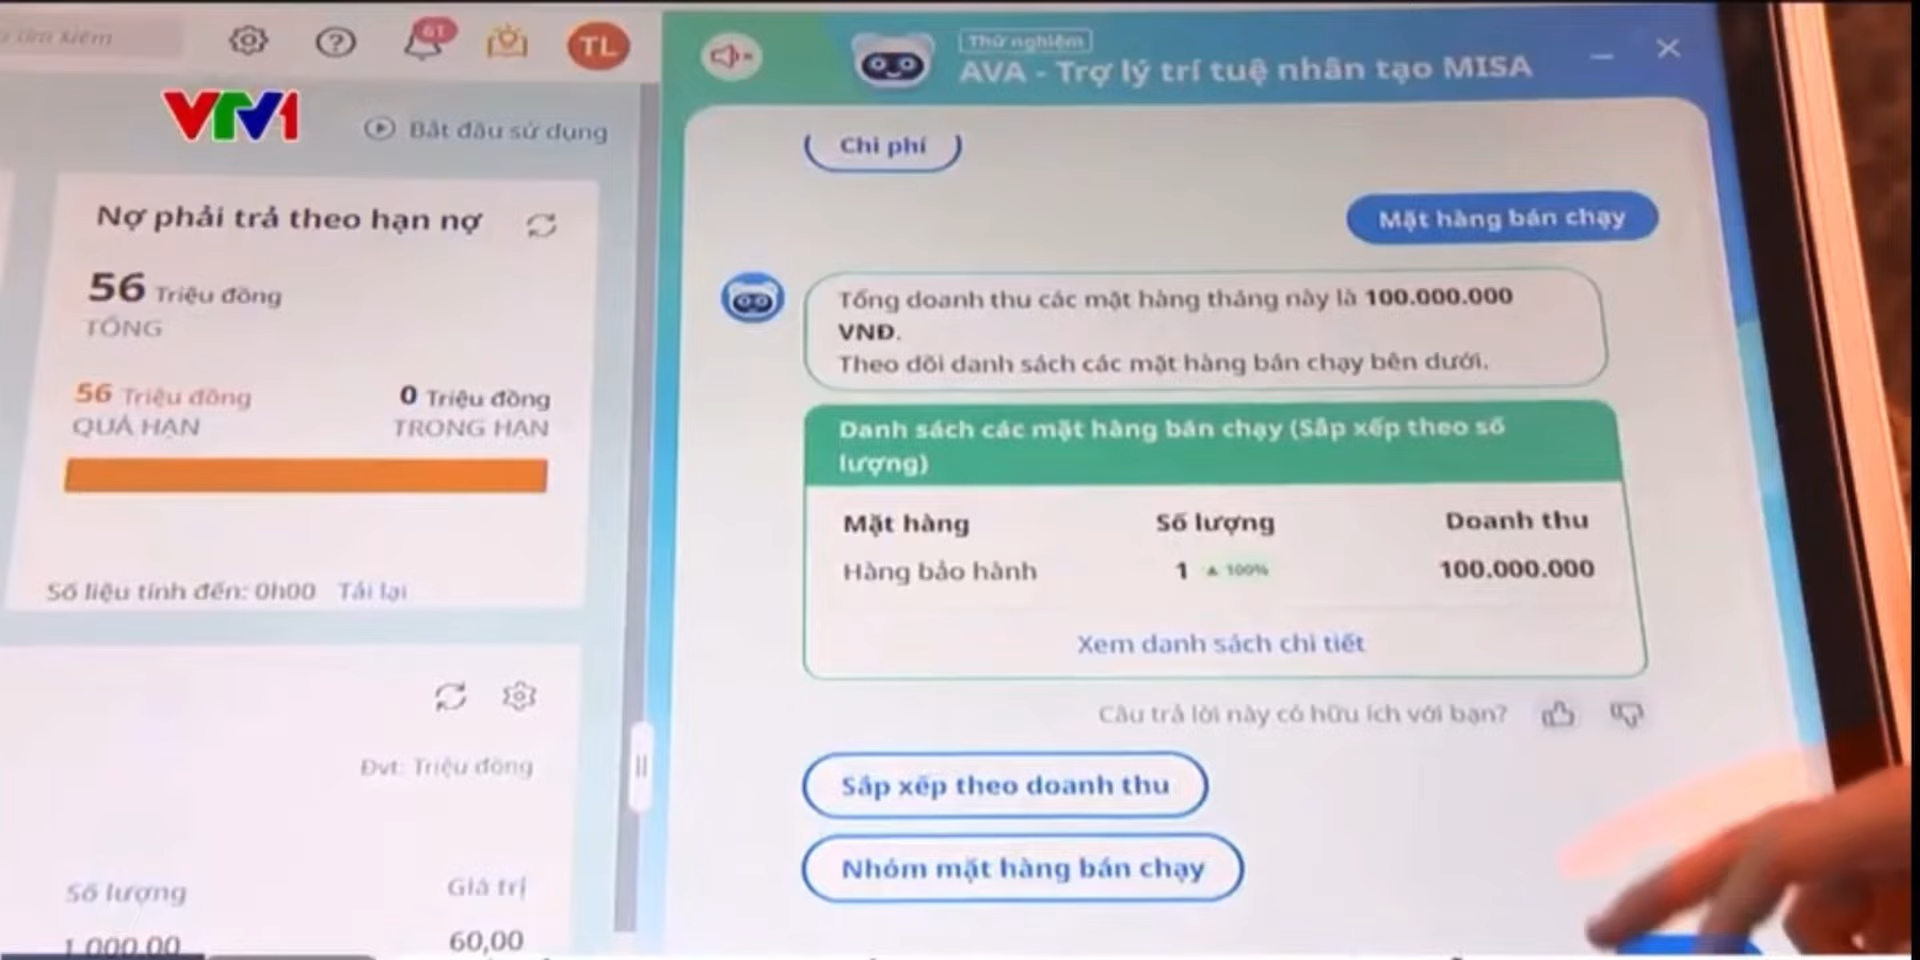 tìm kiếm
61
TL
VTV1
Bắt đầu sử dụng
Nợ phải trả theo hạn nợ
56 Triệu đồng
TỔNG
56 Triệu đồng
QUÁ HẠN
0 Triệu đồng
TRONG HẠN
Số liệu tính đến: 0h00 Tải lại
Đvt: Triệu đồng
Số lượng Giá trị
1.000,00 60,00
Thử nghiệm
AVA - Trợ lý trí tuệ nhân tạo MISA
Chi phí
Mặt hàng bán chạy
Tổng doanh thu các mặt hàng tháng này là 100.000.000
VNĐ.
Theo dõi danh sách các mặt hàng bán chạy bên dưới.
Danh sách các mặt hàng bán chạy (Sắp xếp theo số
lượng)
Mặt hàng Số lượng Doanh thu
Hàng bảo hành 1 ▲ 100% 100.000.000
Xem danh sách chi tiết
Câu trả lời này có hữu ích với bạn?
Sắp xếp theo doanh thu
Nhóm mặt hàng bán chạy